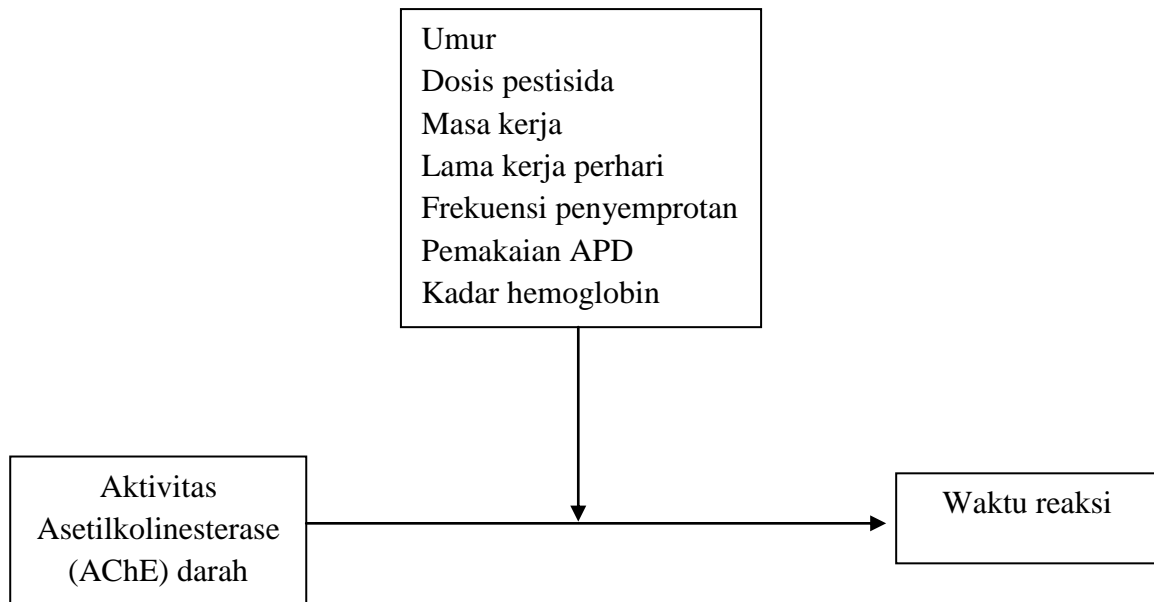 Umur
Dosis pestisida
Masa kerja
Lama kerja perhari
Frekuensi penyemprotan
Pemakaian APD
Kadar hemoglobin
Aktivitas
Asetilkolinesterase
(AChE) darah
Waktu reaksi